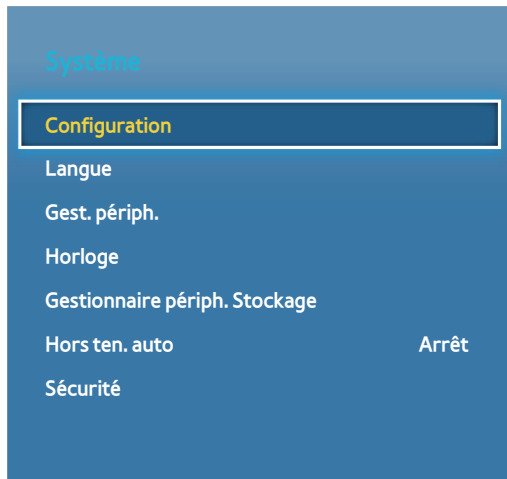 Système
Configuration
Langue
Gest. périph.
Horloge
Gestionnaire périph. Stockage
Hors ten. auto Arrêt
Sécurité